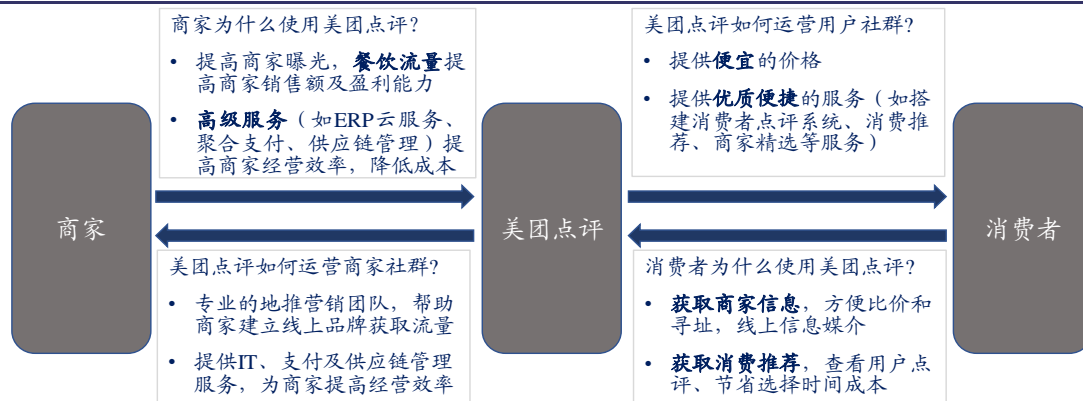 商家为什么使用美团点评?
• 提高商家曝光，餐饮流量提
高商家销售额及盈利能力
• 高级服务（如ERP云服务、
聚合支付、供应链管理）提
高商家经营效率，降低成本
美团点评如何运营用户社群?
• 提供便宜的价格
• 提供优质便捷的服务（如搭
建消费者点评系统、消费推
荐、商家精选等服务）
商家
美团点评
消费者
美团点评如何运营商家社群?
• 专业的地推营销团队，帮助
商家建立线上品牌获取流量
• 提供IT、支付及供应链管理
服务，为商家提高经营效率
消费者为什么使用美团点评?
• 获取商家信息，方便比价和
寻址，线上信息媒介
• 获取消费推荐，查看用户点
评、节省选择时间成本